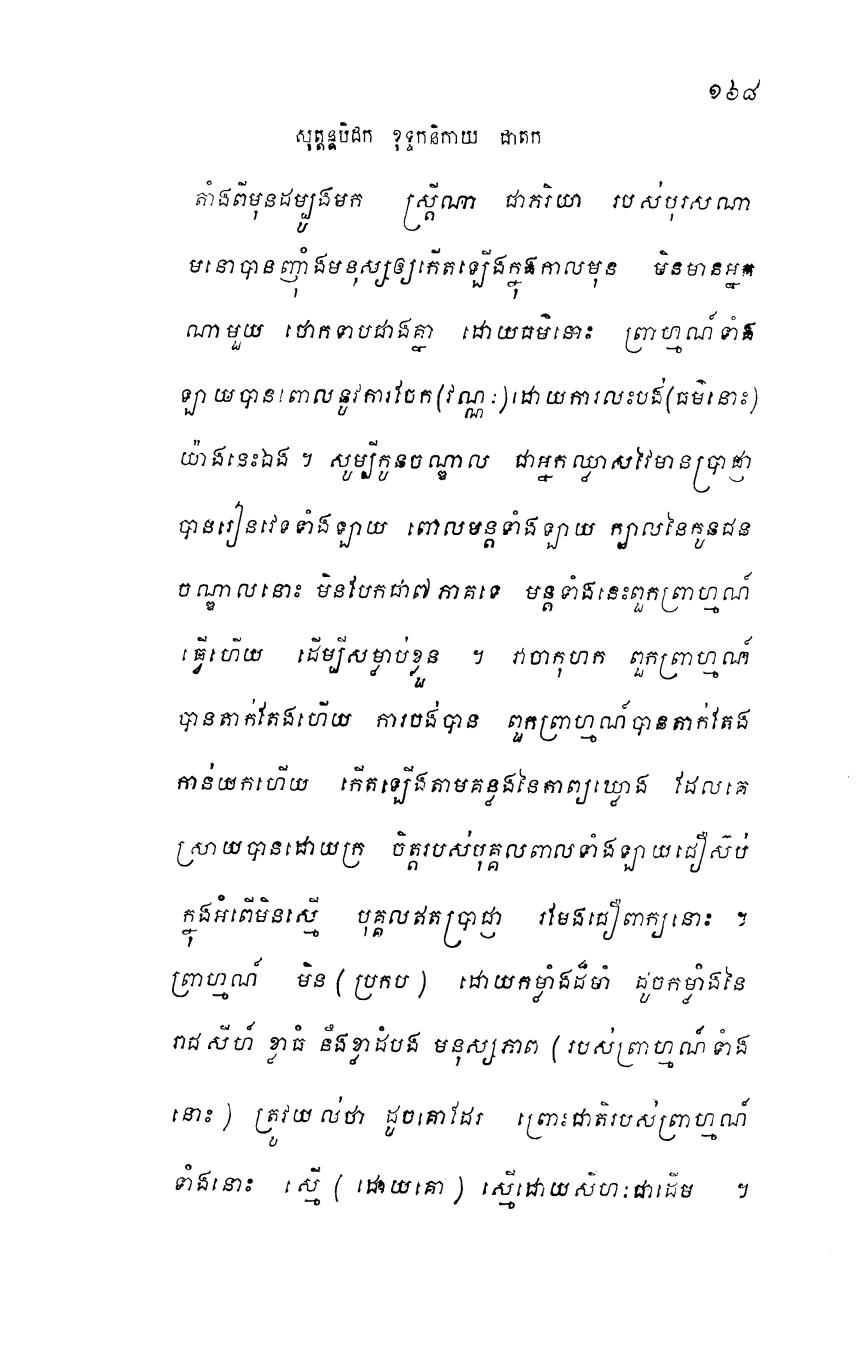 ១៦៨
សុត្តន្តបិដក ខុទ្ទកនិកាយ ជាតក
តាំងពីមុនដម្បូងមក ស្ត្រីណា ជាភរិយា របស់បុរសណា
មនោបានញ៉ាំងមនុស្សឲ្យកើតឡើងក្នុងកាលមុន មិនមានអ្នក
ណាមួយ ថោកទាបជាងគ្នា ដោយធម៌នោះ ព្រាហ្មណ៍ទាំង
ឡាយបានពោលនូវការចែក(វណ្ណៈ)ដោយការលះបង់(ធម៌នោះ)
យ៉ាងនេះឯង ។ សូម្បីកូនចណ្ឌាល ជាអ្នកឈ្លាសវៃមានប្រាជ្ញា
បានរៀនវេទទាំងឡាយ ពោលមន្តទាំងឡាយ ក្បាលនៃកូនជន
ចណ្ឌាលនោះ មិនបែកជា៧ភាគទេ មន្តទាំងនេះពួកព្រាហ្មណ៍
ធ្វើហើយ ដើម្បីសម្លាប់ខ្លួន ។ វាចាកុហក ពួកព្រាហ្មណ៍
បានតាក់តែងហើយ ការចង់បាន ពួកព្រាហ្មណ៍បានតាក់តែង
កាន់យកហើយ កើតឡើងតាមគន្លងនៃកាព្យឃ្លោង ដែលគេ
ស្រាយបានដោយក្រ ចិត្តរបស់បុគ្គលពាលទាំងឡាយជឿស៊ប់
ក្នុងអំពើមិនស្មើ បុគ្គលឥតប្រាជ្ញា រមែងជឿពាក្យនោះ ។
ព្រាហ្មណ៍ មិន (ប្រកប) ដោយកម្លាំងដ៏មាំ ដូចកម្លាំងនៃ
រាជសីហ៍ ខ្លាធំ នឹងខ្លាដំបង មនុស្សភាព (របស់ព្រាហ្មណ៍ទាំង
នោះ) ត្រូវយល់ថា ដូចគោដែរ ព្រោះជាតិរបស់ព្រាហ្មណ៍
ទាំងនោះ ស្មើ (ដោយគោ) ស្មើដោយសីហៈជាដើម ។